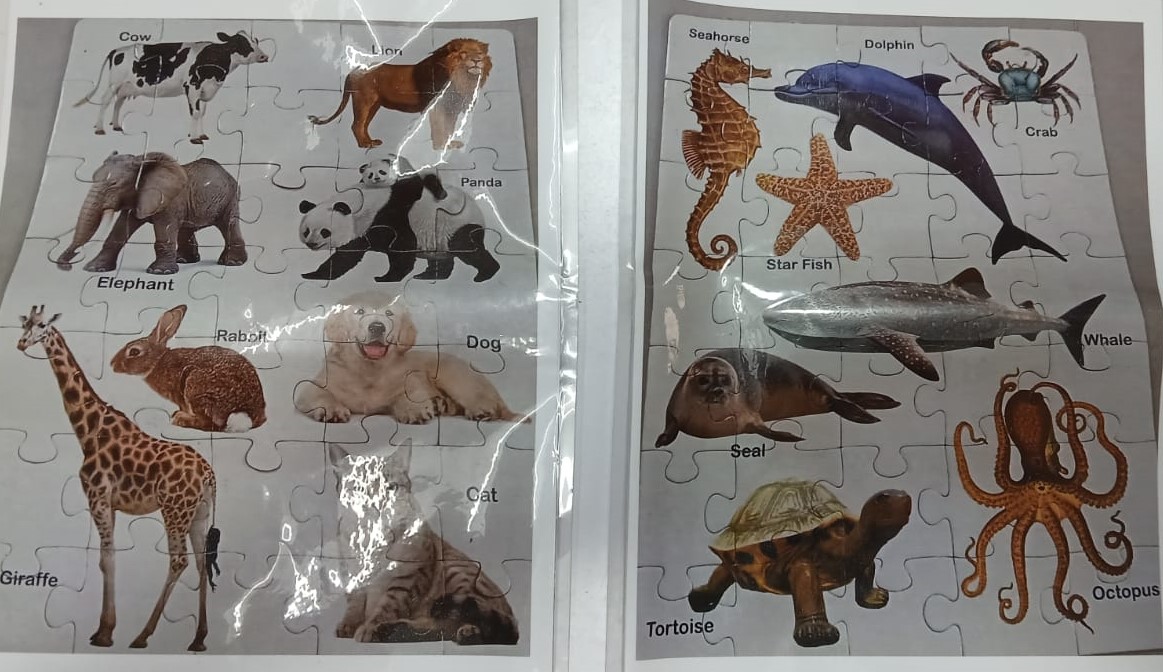 Cow
Lion
Elephant
Panda
Rabbit
Dog
Giraffe
Cat
Seahorse
Dolphin
Crab
Star Fish
Whale
Seal
Tortoise
Octopus